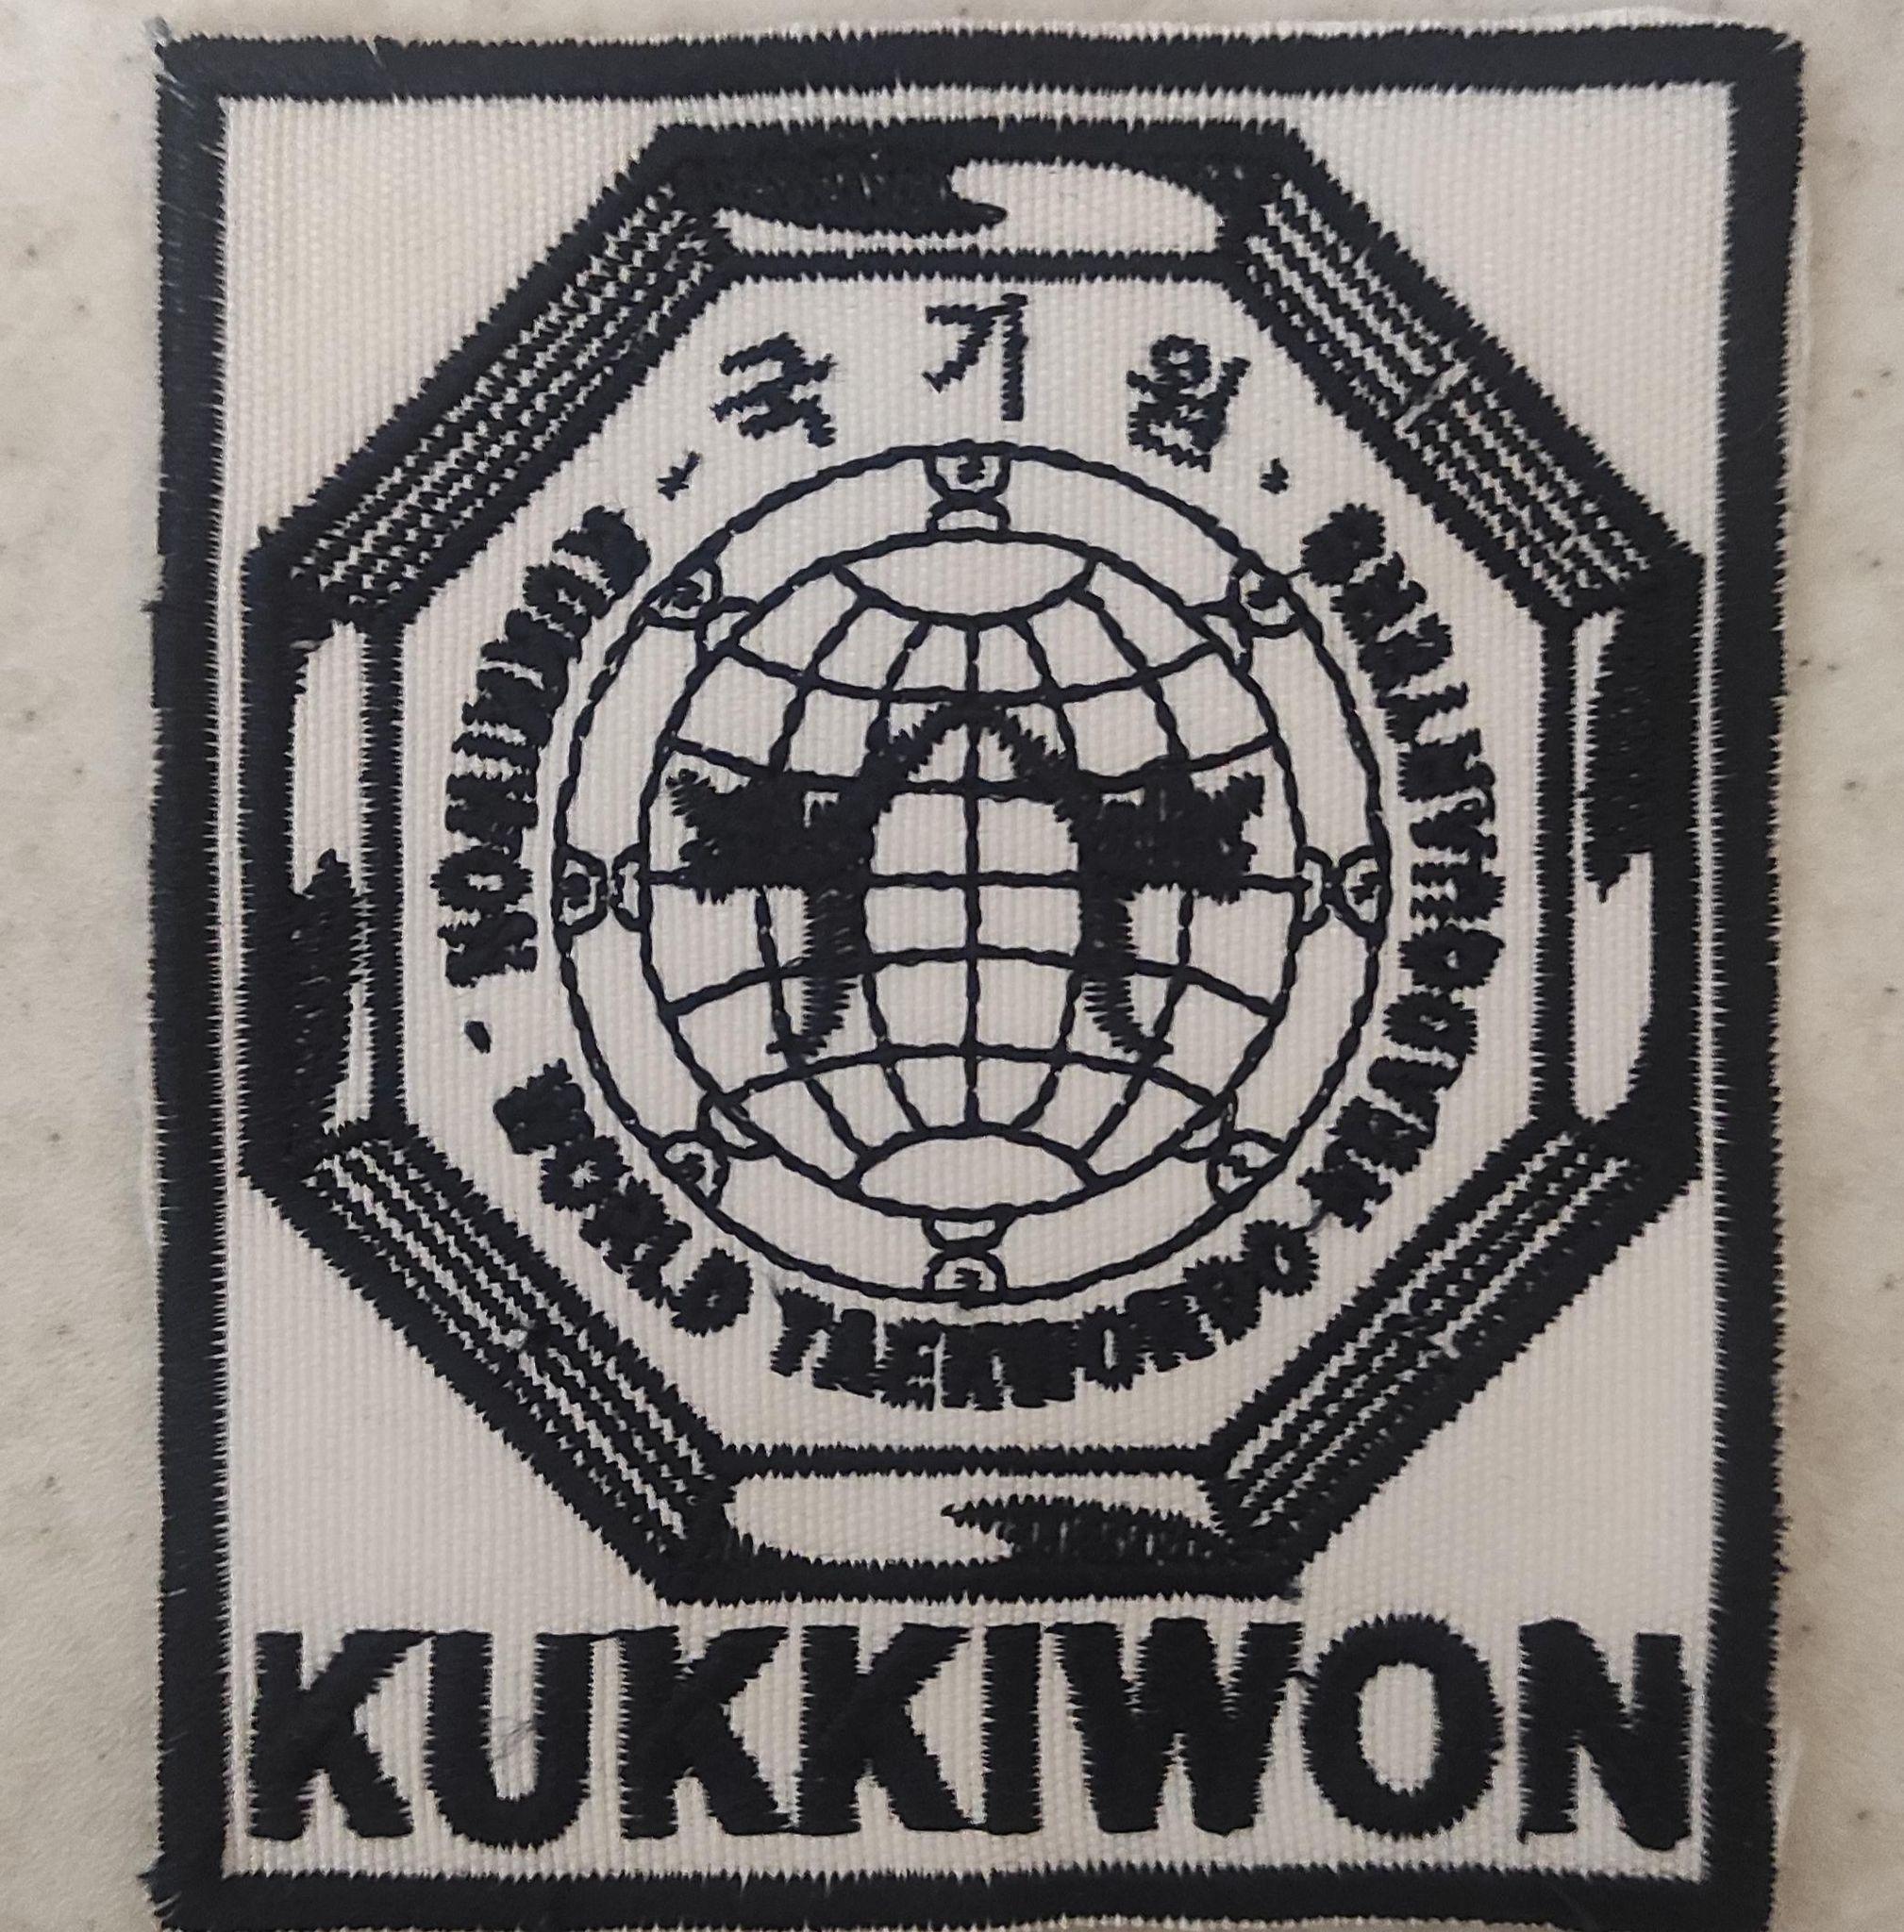 국기원
WORLD TAEKWONDO HEADQUARTERS
KUKKIWON